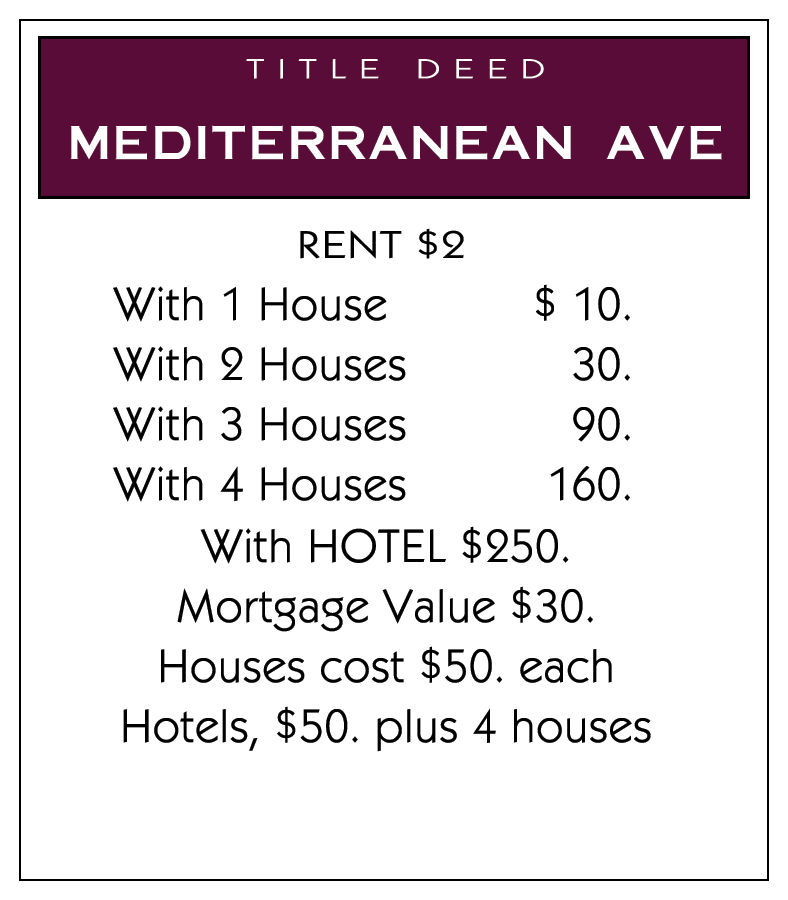 TITLE DEED
MEDITERRANEAN AVE
RENT $2
With 1 House $ 10.
With 2 Houses 30.
With 3 Houses 90.
With 4 Houses 160.
With HOTEL $250.
Mortgage Value $30.
Houses cost $50. each
Hotels, $50. plus 4 houses